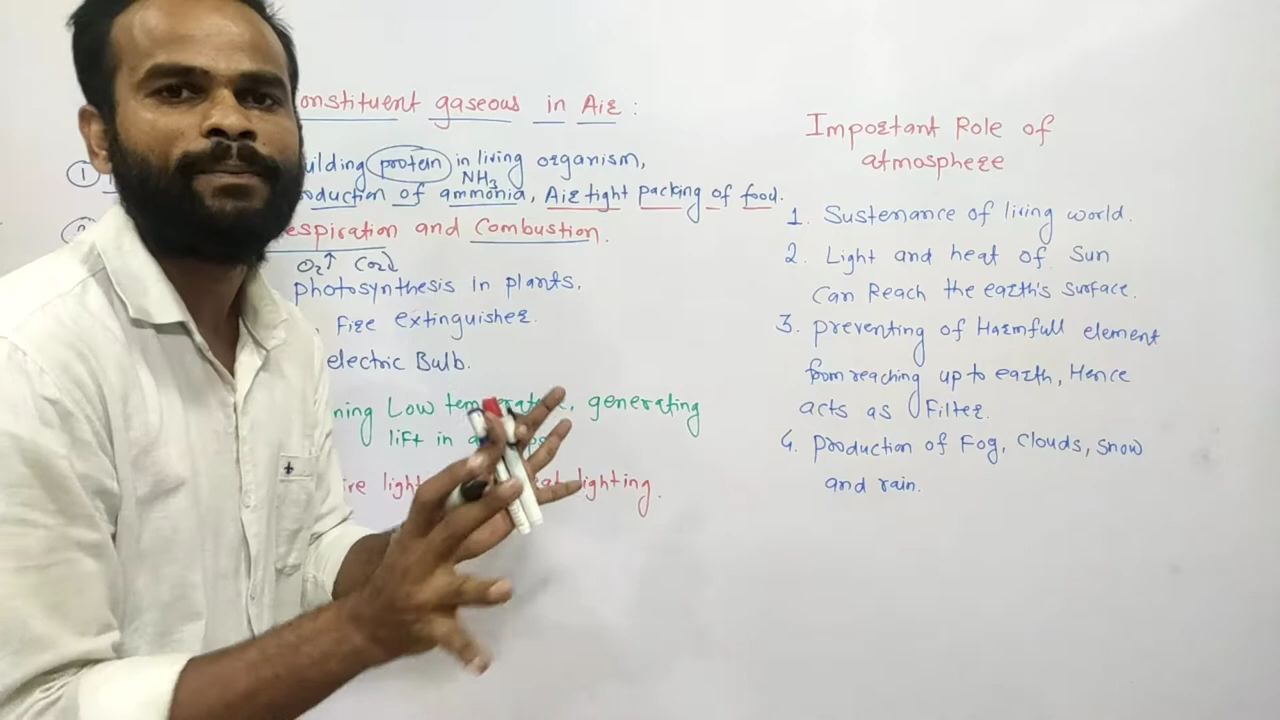 onstituent gaseous in Air :
① uilding protein in living organism,
NH3
oduction of ammonia, Air tight packing of food.
② espiration and Combustion.
O2↑
photosynthesis in plants.
, Fire extinguisher.
electric Bulb.
ning Low temperature, generating
lift in
ire light lighting.
Important Role of
atmosphere
1. Sustenance of living world.
2. Light and heat of Sun
Can Reach the earth's surface.
3. preventing of Harmfull element
from reaching up to earth, Hence
acts as Filter.
4. production of Fog, Clouds, snow
and rain.